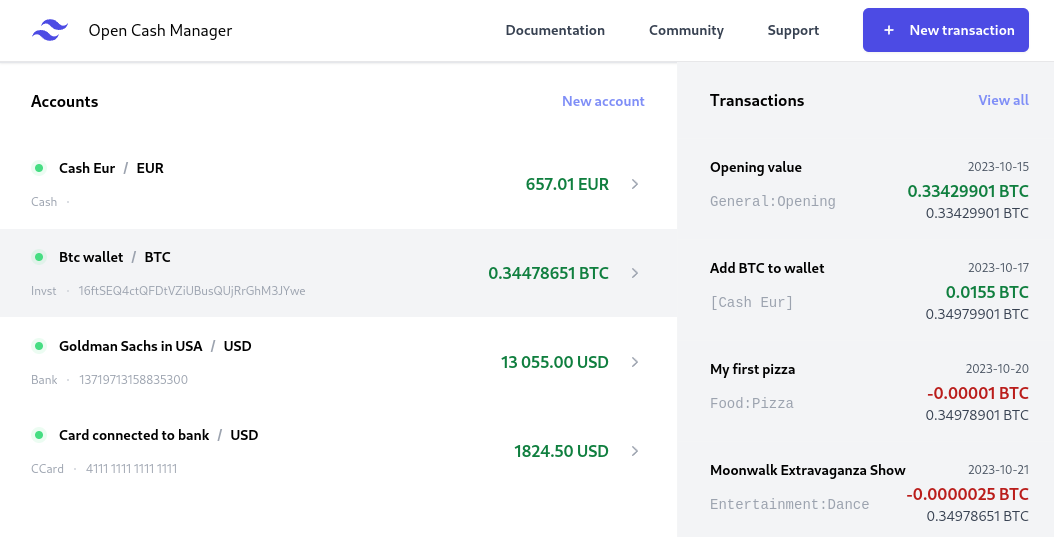 Open Cash Manager
Documentation
Community
Support
+ New transaction
Accounts
New account
Cash Eur / EUR
657.01 EUR
Cash ·
Btc wallet / BTC
0.34478651 BTC
Invst · 16ftSEQ4ctQFDtVZiUBusQUjRrGhM3JYwe
Goldman Sachs in USA / USD
13 055.00 USD
Bank · 13719713158835300
Card connected to bank / USD
1824.50 USD
CCard · 4111 1111 1111 1111
Transactions
View all
Opening value
2023-10-15
0.33429901 BTC
General:Opening
0.33429901 BTC
Add BTC to wallet
2023-10-17
0.0155 BTC
[Cash Eur]
0.34979901 BTC
My first pizza
2023-10-20
-0.00001 BTC
Food:Pizza
0.34978901 BTC
Moonwalk Extravaganza Show
2023-10-21
-0.0000025 BTC
Entertainment:Dance
0.34978651 BTC